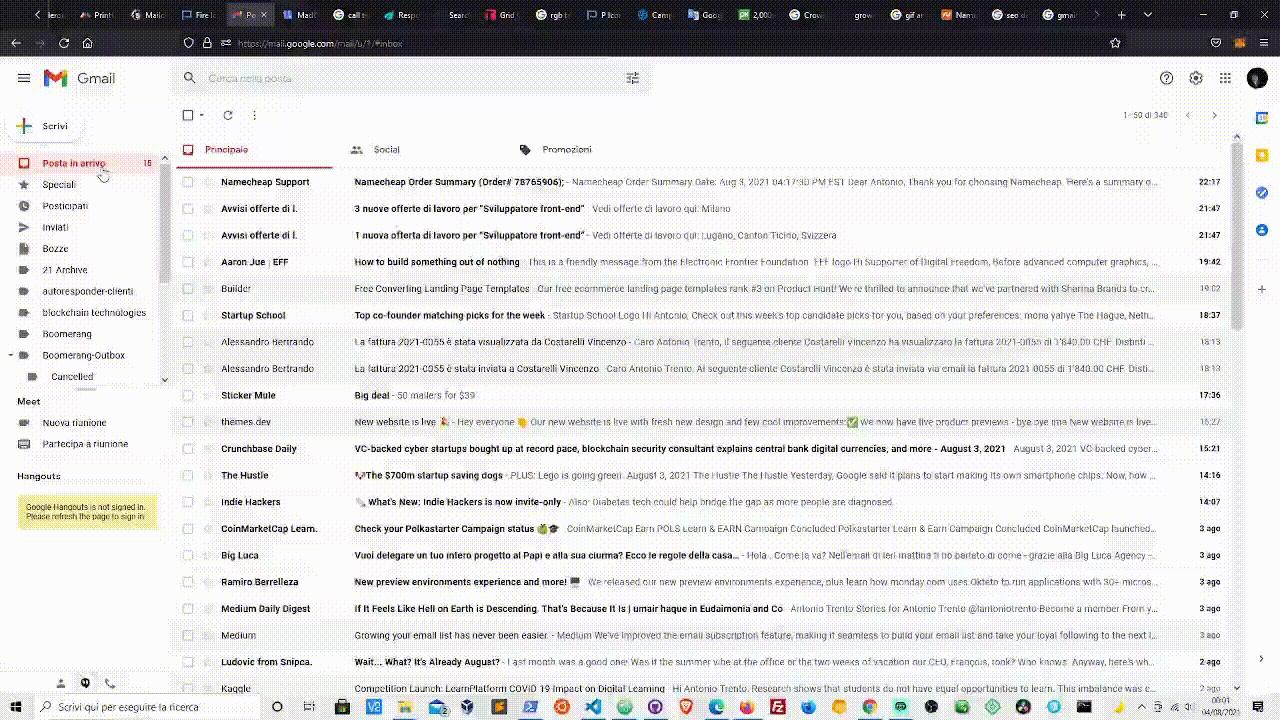 Printi
Mailc
Fire l
Po
Madl
call t
Resp
Searc
Grid
rgb t
P Ico
Camp
Goog
2,000
Crow
grow
gif ar
Nam
seo d
gmai
https://mail.google.com/mail/u/1/#inbox
Gmail
Cerca nella posta
Scrivi
1–50 di 340
Posta in arrivo 15
Speciali
Posticipati
Inviati
Bozze
21 Archive
autoresponder-clienti
blockchain technologies
Boomerang
Boomerang-Outbox
Cancelled
Meet
Nuova riunione
Partecipa a riunione
Hangouts
Google Hangouts is not signed in.
Please refresh the page to sign in
Principale Social Promozioni
Namecheap Support Namecheap Order Summary (Order# 78765906); - Namecheap Order Summary Date: Aug 3, 2021 04:17:30 PM EST Dear Antonio, Thank you for choosing Namecheap. Here's a summary o... 22:17
Avvisi offerte di l. 3 nuove offerte di lavoro per “Sviluppatore front-end” - Vedi offerte di lavoro qui: Milano 21:47
Avvisi offerte di l. 1 nuova offerta di lavoro per “Sviluppatore front-end” - Vedi offerte di lavoro qui: Lugano, Canton Ticino, Svizzera 21:47
Aaron Jue | EFF How to build something out of nothing - This is a friendly message from the Electronic Frontier Foundation EFF logo Hi Supporter of Digital Freedom, Before advanced computer graphics, ... 19:42
Builder Free Converting Landing Page Templates - Our free ecommerce landing page templates rank #3 on Product Hunt! We're thrilled to announce that we've partnered with Sharma Brands to cr... 19:02
Startup School Top co-founder matching picks for the week - Startup School Logo Hi Antonio, Check out this week's top candidate picks for you, based on your preferences: mona yahye The Hague, Neth... 18:37
Alessandro Bertrando La fattura 2021-0055 è stata visualizzata da Costarelli Vincenzo - Caro Antonio Trento, il seguente cliente Costarelli Vincenzo ha visualizzato la fattura 2021-0055 di 1'840.00 CHF. Distinti ... 18:13
Alessandro Bertrando La fattura 2021-0055 è stata inviata a Costarelli Vincenzo - Caro Antonio Trento, Al seguente cliente Costarelli Vincenzo è stata inviata via email la fattura 2021-0055 di 1'840.00 CHF. Disti... 18:13
Sticker Mule Big deal - 50 mailers for $39 17:36
themes.dev New website is live 🎉 - Hey everyone 👋 Our new website is live with fresh new design and few cool improvements:✅ We now have live product previews - bye bye ima New website is live... 15:27
Crunchbase Daily VC-backed cyber startups bought up at record pace, blockchain security consultant explains central bank digital currencies, and more - August 3, 2021 August 3, 2021 VC-backed cyber... 15:21
The Hustle 🐶The $700m startup saving dogs - PLUS: Lego is going green. August 3, 2021 The Hustle The Hustle Yesterday, Google said it plans to start making its own smartphone chips. Now, how ... 14:16
Indie Hackers 🗞️ What's New: Indie Hackers is now invite-only - Also: Diabetes tech could help bridge the gap as more people are diagnosed. 14:07
CoinMarketCap Learn. Check your Polkastarter Campaign status 🍏🎓 - CoinMarketCap Earn POLS Learn & EARN Campaign Concluded Polkastarter Learn & Earn Campaign Concluded CoinMarketCap launched... 3 ago
Big Luca Vuoi delegare un tuo intero progetto al Papi e alla sua ciurma? Ecco le regole della casa... - Hola , Come la va? Nell'email di ieri mattina ti ho parlato di come - grazie alla Big Luca Agency - ... 3 ago
Ramiro Berrelleza New preview environments experience and more! 🖥️ - We released our new preview environments experience, plus learn how monday.com uses Okteto to run applications with 30+ micros... 3 ago
Medium Daily Digest If It Feels Like Hell on Earth is Descending, That's Because It Is | umair haque in Eudaimonia and Co - Antonio Trento Stories for Antonio Trento @lantoniotrento Become a member From y... 3 ago
Medium Growing your email list has never been easier. - Medium We've improved the email subscription feature, making it seamless to build your email list and take your loyal following to the next l... 3 ago
Ludovic from Snipca. Wait... What? It's Already August? - Last month was a good one! Was it the summer vibe at the office or the two weeks of vacation our CEO, François, took? Who knows. Anyway, here's wh... 2 ago
Kaggle Competition Launch: LearnPlatform COVID-19 Impact on Digital Learning - Hi Antonio, Research shows that students do not have equal opportunities to learn. This imbalance e... 2 ago
Scrivi qui per eseguire la ricerca
00:01
04/08/2021